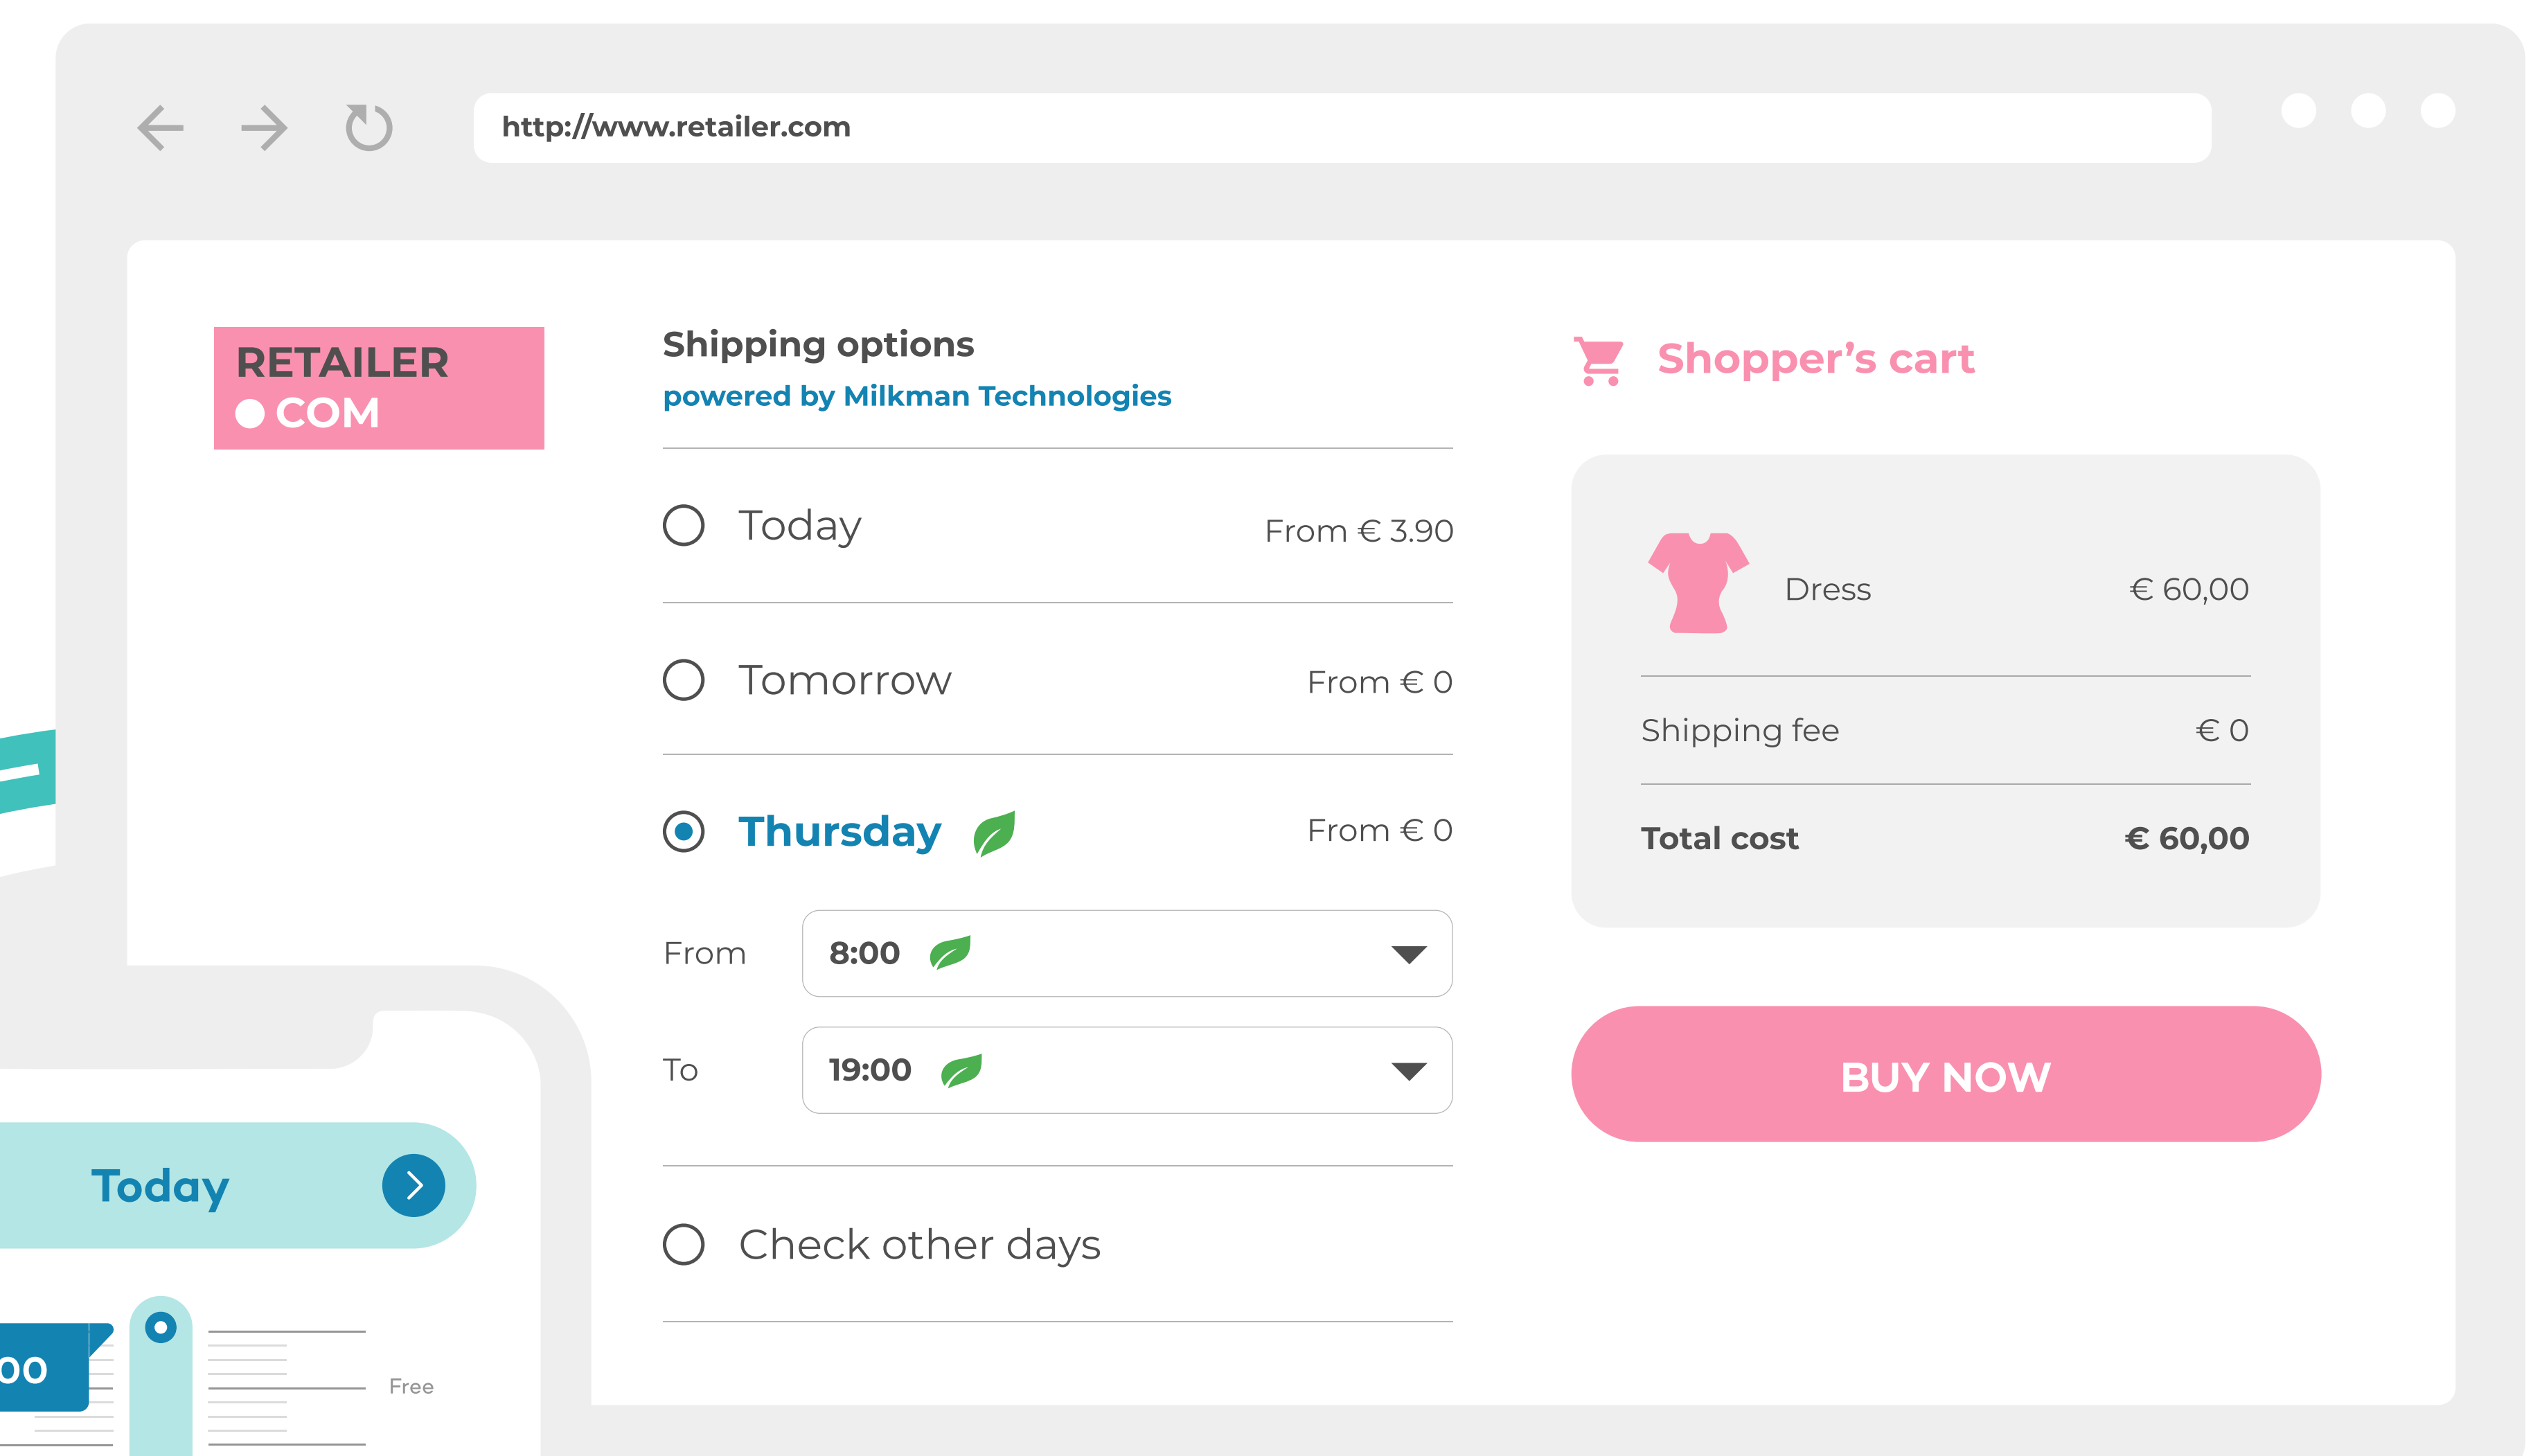 http://www.retailer.com
RETAILER
COM
Shipping options
powered by Milkman Technologies
Today From € 3.90
Tomorrow From € 0
Thursday From € 0
From 8:00
To 19:00
Check other days
Shopper’s cart
Dress € 60,00
Shipping fee € 0
Total cost € 60,00
BUY NOW
Today
00
Free